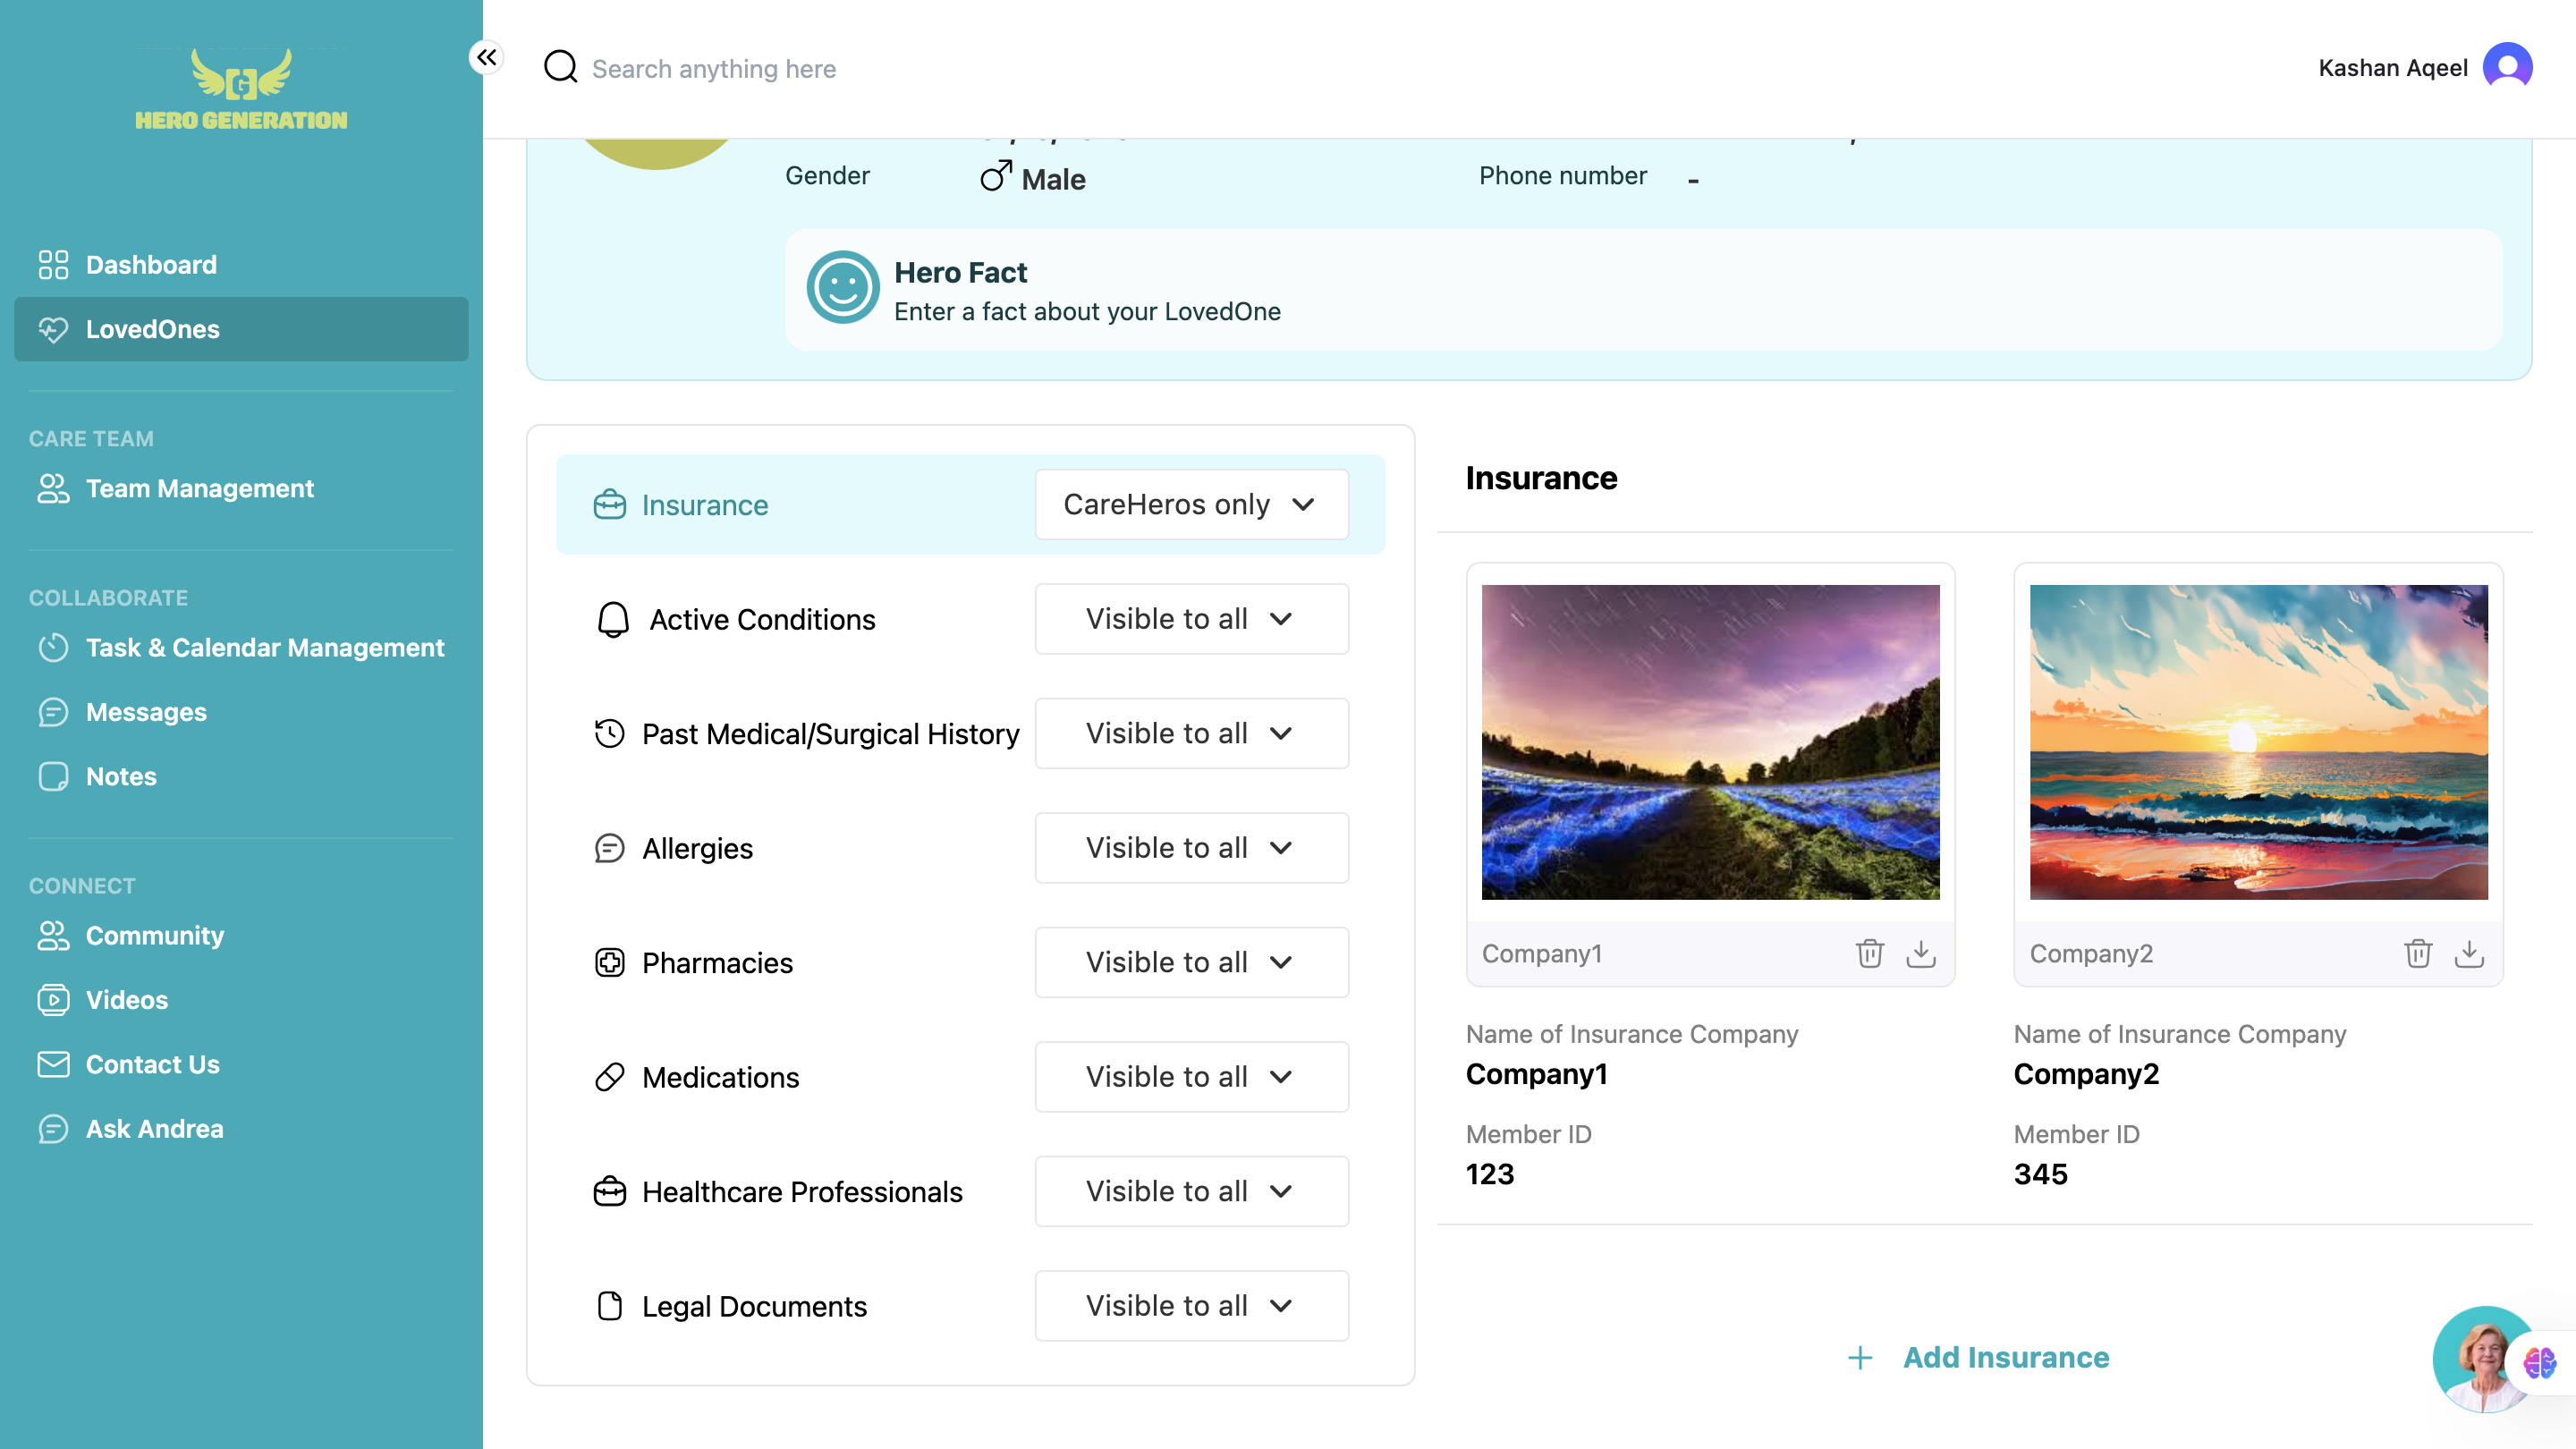 HERO GENERATION
Search anything here
Kashan Aqeel
Dashboard
LovedOnes
CARE TEAM
Team Management
COLLABORATE
Task & Calendar Management
Messages
Notes
CONNECT
Community
Videos
Contact Us
Ask Andrea
Gender
Male
Phone number
-
Hero Fact
Enter a fact about your LovedOne
Insurance
CareHeros only
Active Conditions
Visible to all
Past Medical/Surgical History
Visible to all
Allergies
Visible to all
Pharmacies
Visible to all
Medications
Visible to all
Healthcare Professionals
Visible to all
Legal Documents
Visible to all
Insurance
Company1
Company2
Name of Insurance Company
Company1
Member ID
123
Name of Insurance Company
Company2
Member ID
345
+ Add Insurance